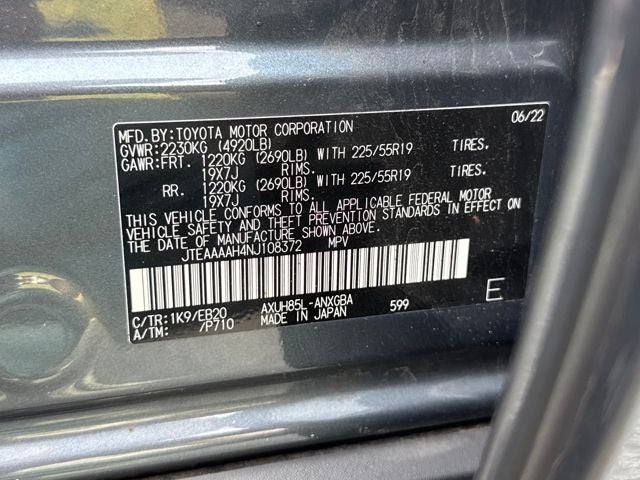 MFD.BY:TOYOTA MOTOR CORPORATION 06/22
GVWR:2230KG (4920LB)
GAWR:FRT. 1220KG (2690LB) WITH 225/55R19 TIRES.
19X7J RIMS.
RR. 1220KG (2690LB) WITH 225/55R19 TIRES.
19X7J RIMS.
THIS VEHICLE CONFORMS TO ALL APPLICABLE FEDERAL MOTOR
VEHICLE SAFETY AND THEFT PREVENTION STANDARDS IN EFFECT ON
THE DATE OF MANUFACTURE SHOWN ABOVE.
JTEAAAAH4NJ108372 MPV
C/TR:1K9/EB20 AXUH85L-ANXGBA 599 E
A/TM: /P710 MADE IN JAPAN